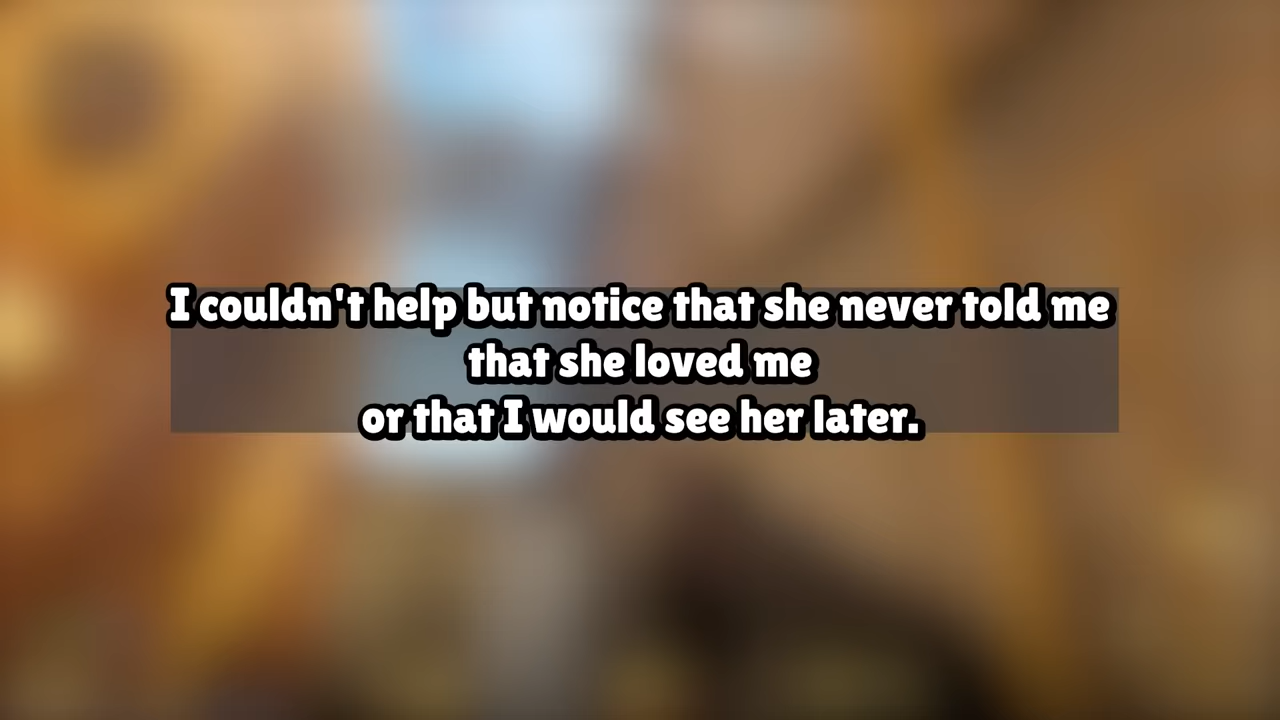 I couldn't help but notice that she never told me
that she loved me
or that I would see her later.